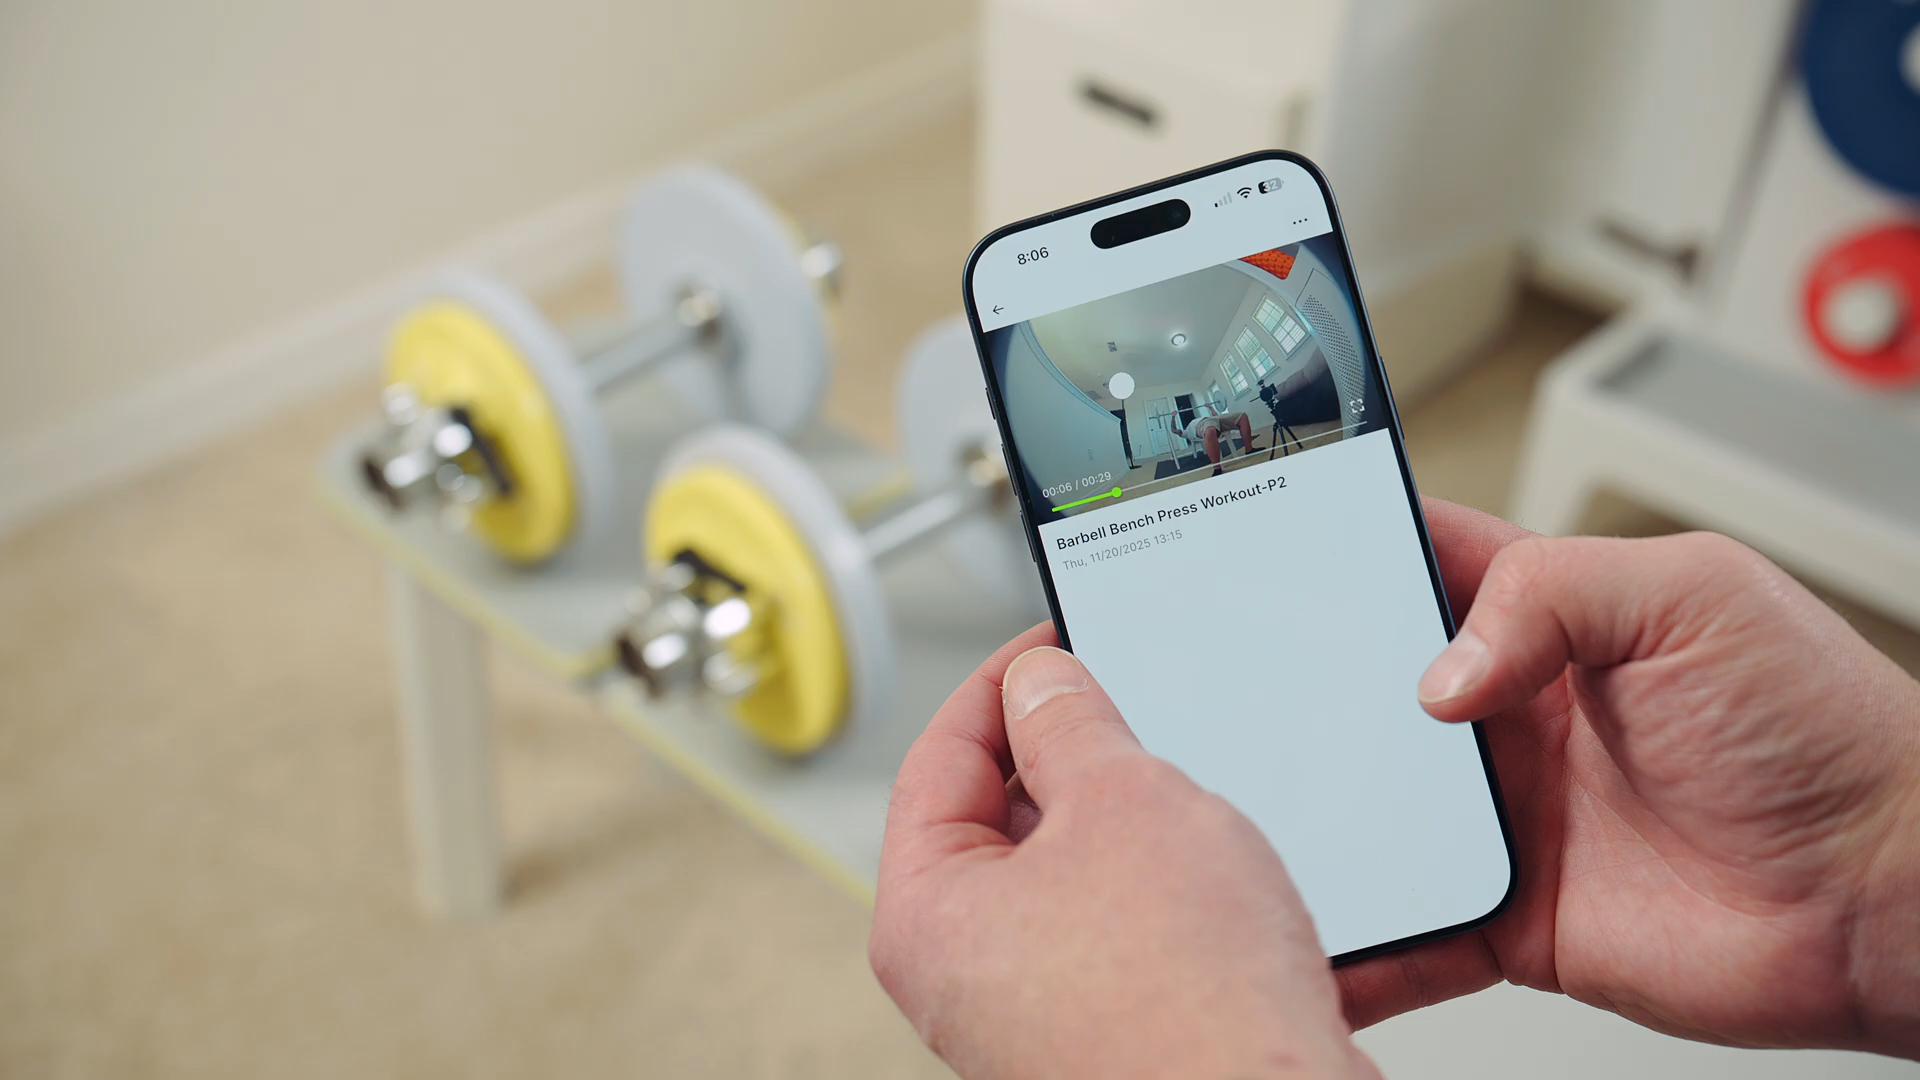 8:06
32
00:06 / 00:29
Barbell Bench Press Workout-P2
Thu, 11/20/2025 13:15